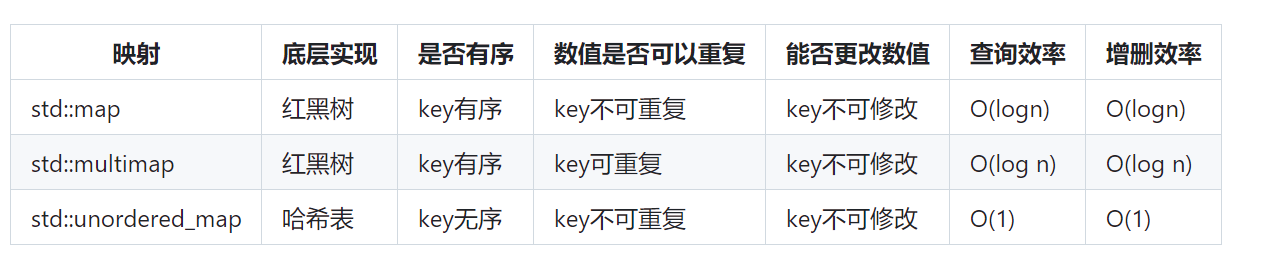 映射 底层实现 是否有序 数值是否可以重复 能否更改数值 查询效率 增删效率
std::map 红黑树 key有序 key不可重复 key不可修改 O(logn) O(logn)
std::multimap 红黑树 key有序 key可重复 key不可修改 O(log n) O(log n)
std::unordered_map 哈希表 key无序 key不可重复 key不可修改 O(1) O(1)